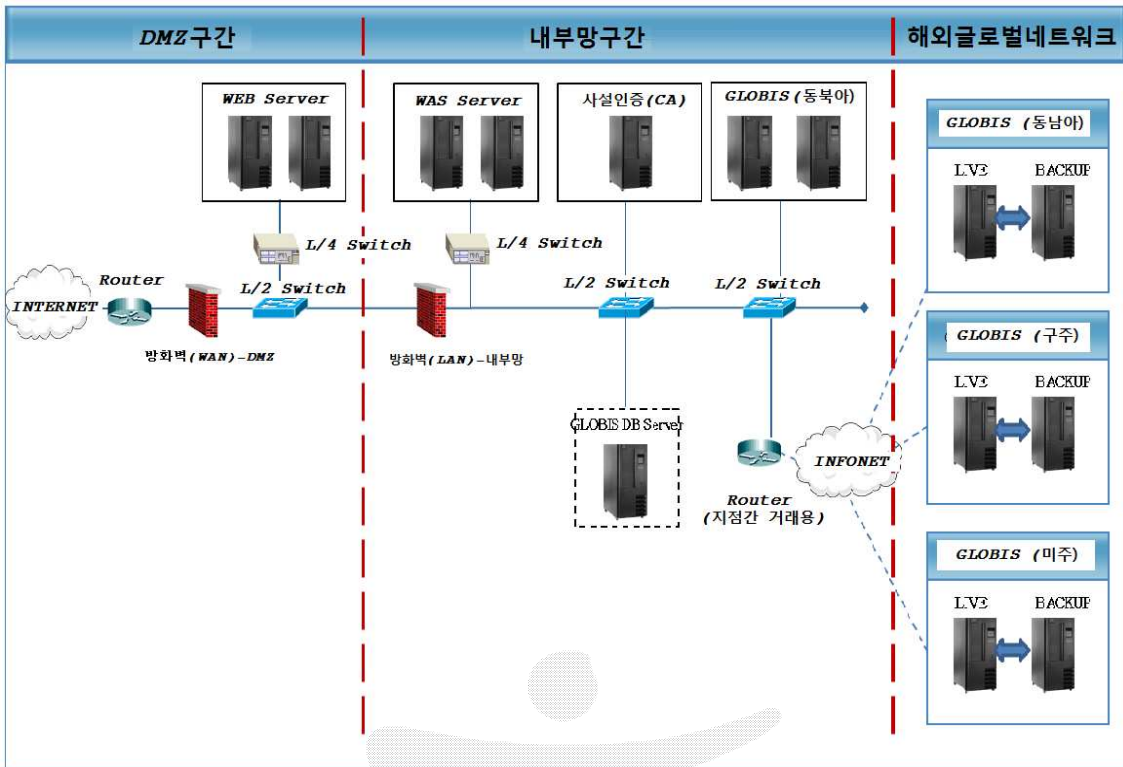 DMZ구간
내부망구간
해외글로벌네트워크
WEB Server
WAS Server
사설인증(CA)
GLOBIS(동북아)
GLOBIS (동남아)
LIVE
BACKUP
L/4 Switch
L/4 Switch
INTERNET
Router
L/2 Switch
L/2 Switch
L/2 Switch
방화벽(WAN)-DMZ
방화벽(LAN)-내부망
GLOBIS (구주)
LIVE
BACKUP
GLOBIS DB Server
INFONET
Router
(지점간 거래용)
GLOBIS (미주)
LIVE
BACKUP